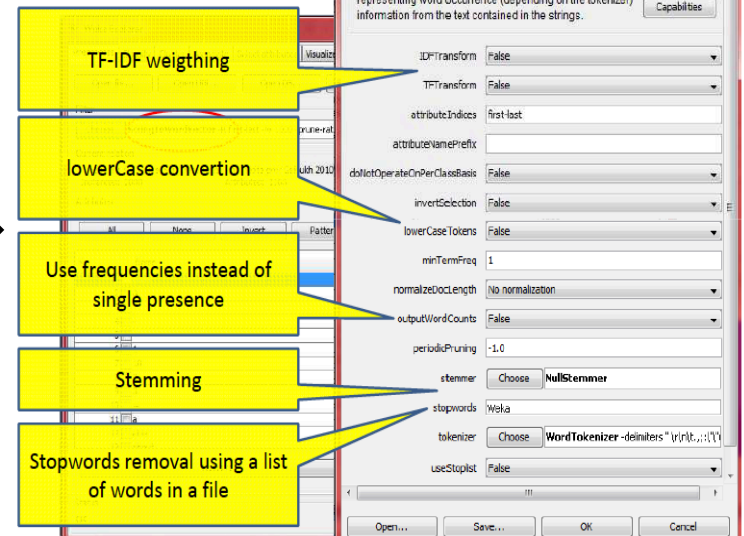 representing word occurrence (depending on the tokenizer)
information from the text contained in the strings.
Capabilities
TF-IDF weigthing
Visualize
IDFTransform False
TFTransform False
attributeIndices first-last
attributeNamePrefix
lowerCase convertion
doNotOperateOnPerClassBasis False
invertSelection False
All None Invert Pattern
lowerCaseTokens False
minTermFreq 1
Use frequencies instead of
single presence
normalizeDocLength No normalization
outputWordCounts False
periodicPruning -1.0
Stemming
stemmer Choose NullStemmer
stopwords Weka
11 a
tokenizer Choose WordTokenizer -delimiters " \r\n\t.,;:\'\"
Stopwords removal using a list
of words in a file
useStoplist False
Open... Save... OK Cancel